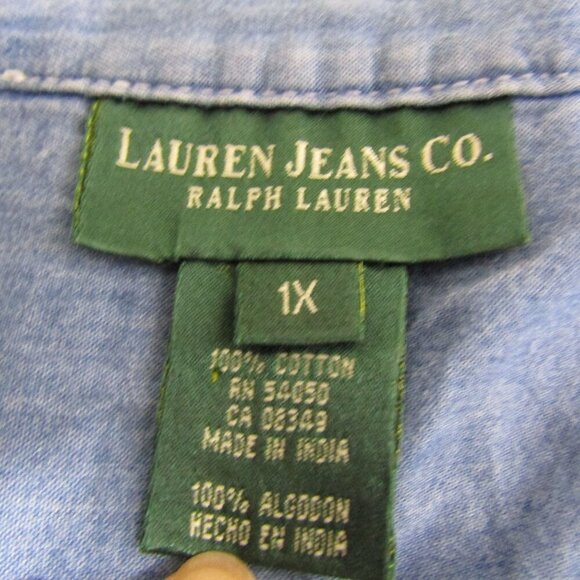 LAUREN JEANS CO.
RALPH LAUREN
1X
100% COTTON
RN 54050
CA 08349
MADE IN INDIA
100% ALGODON
HECHO EN INDIA